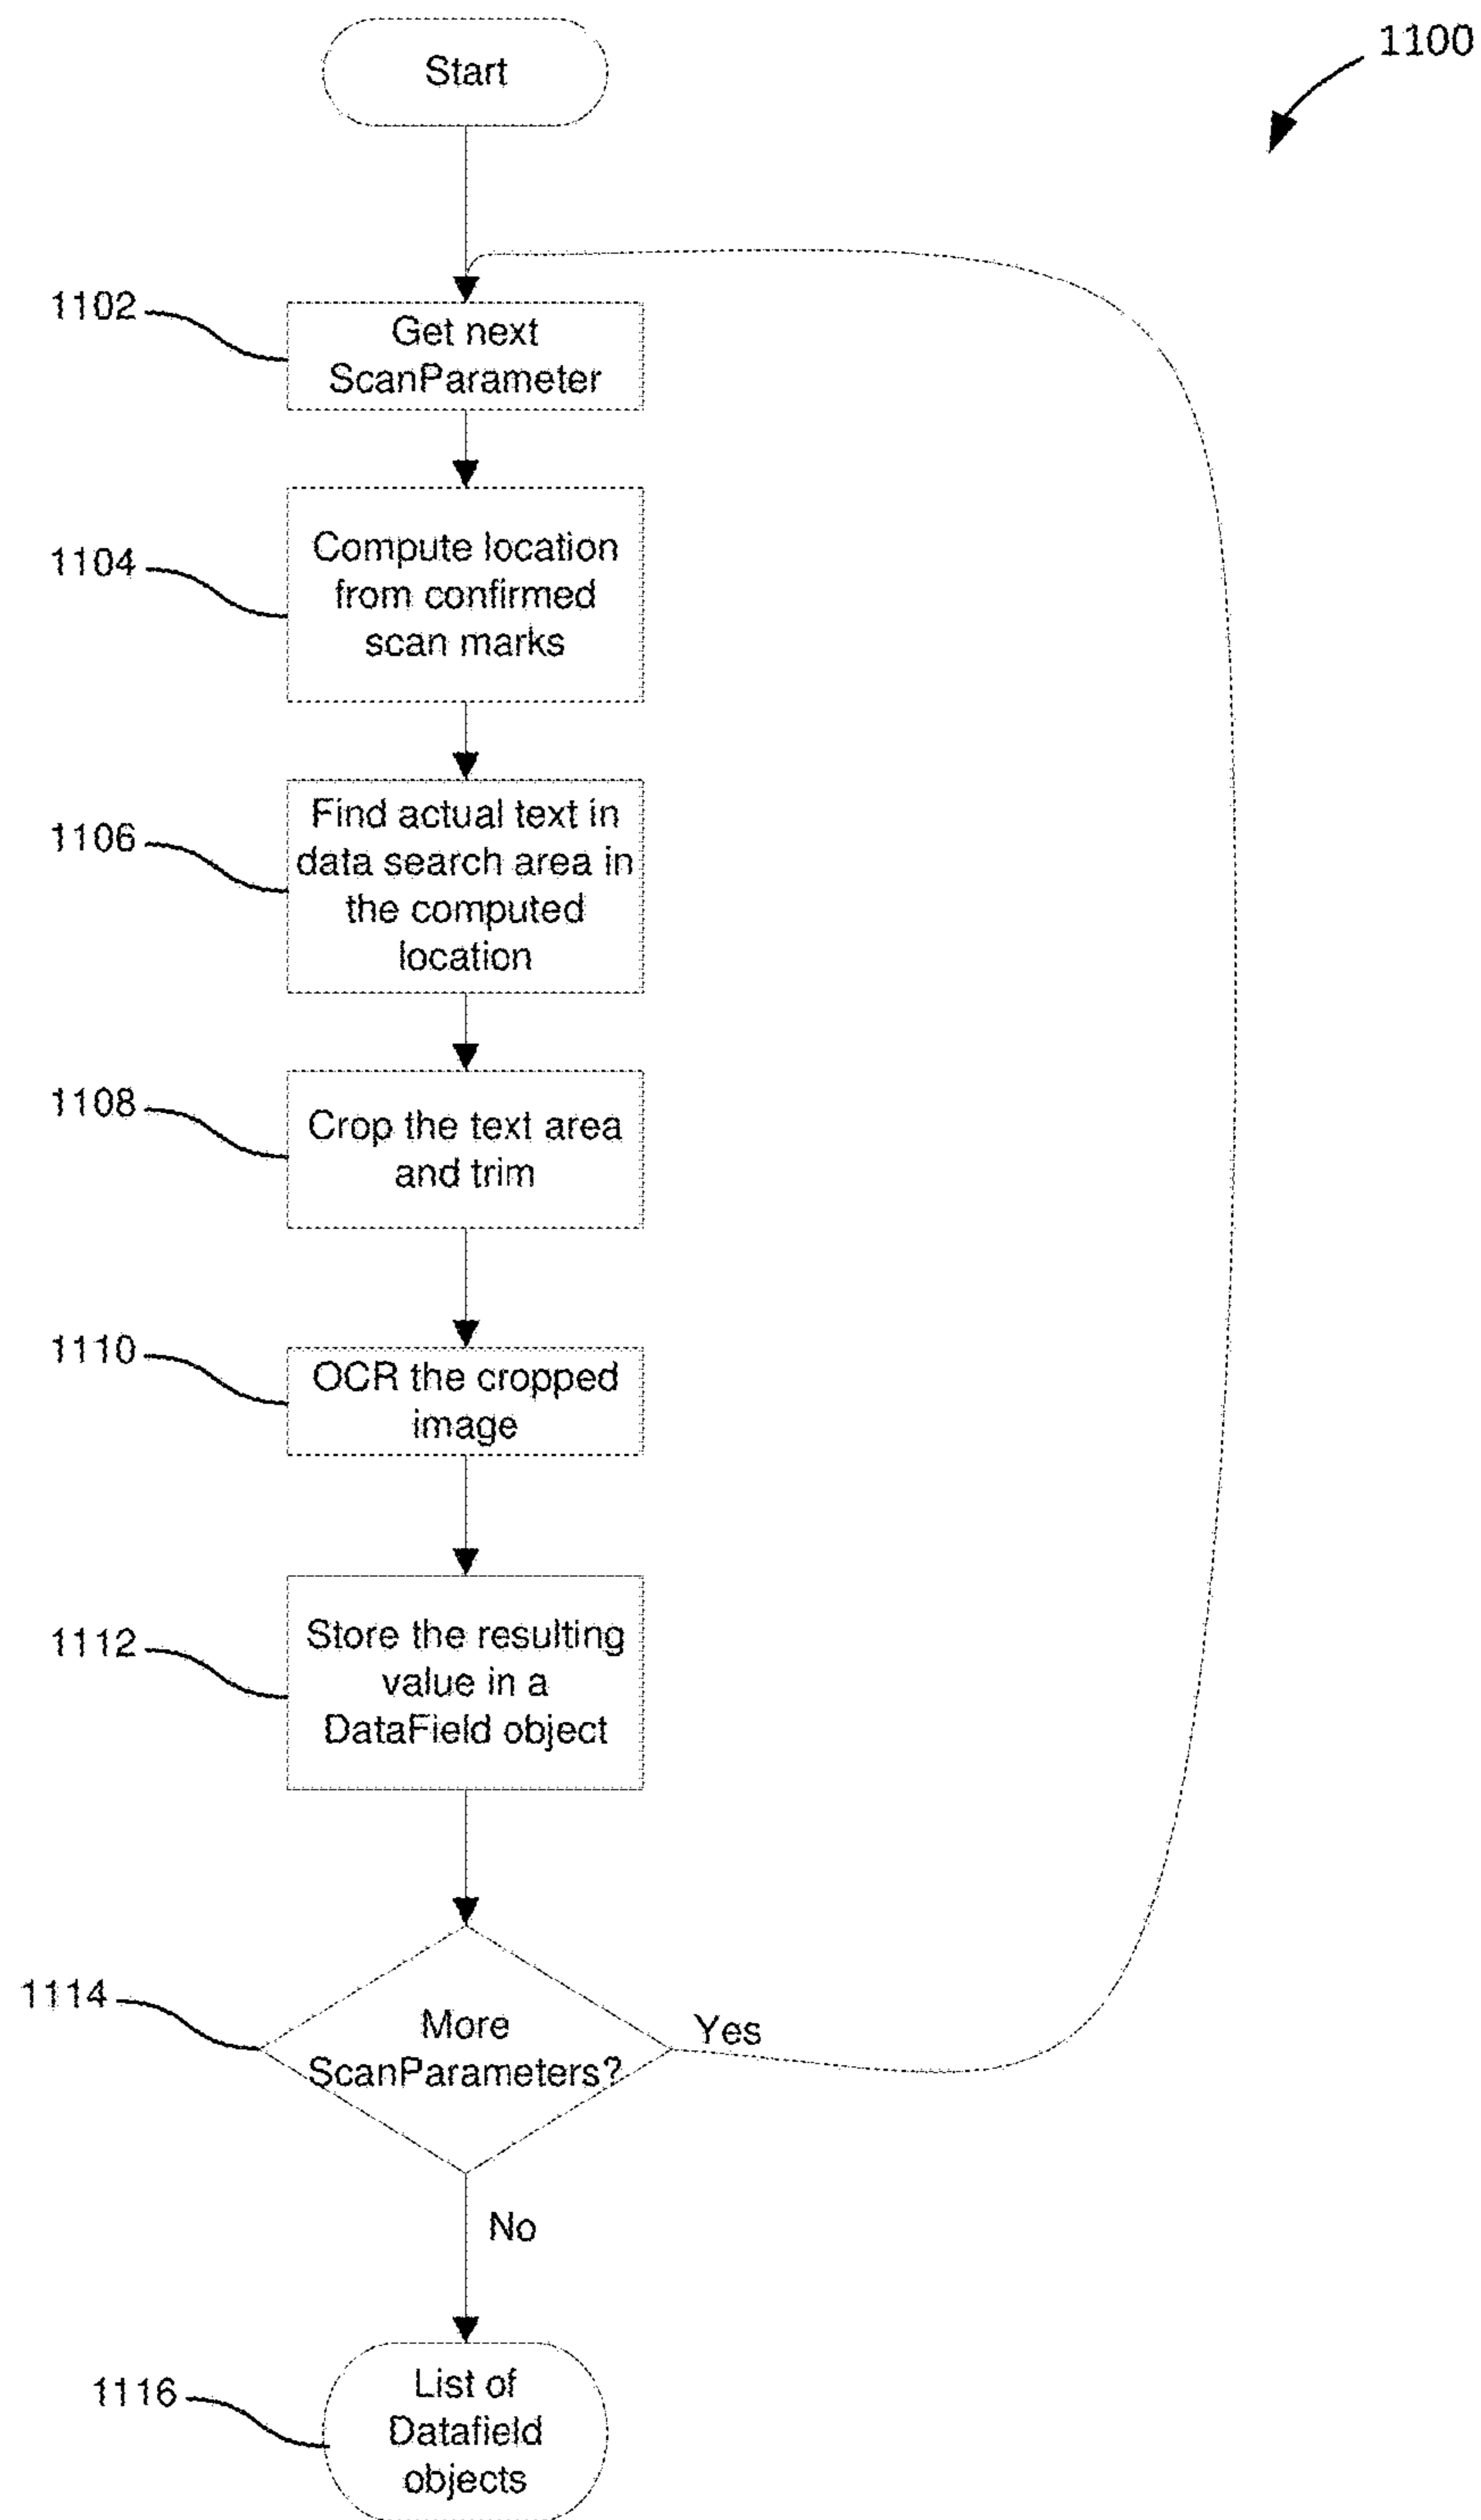 Start
1100
1102
Get next
ScanParameter
1104
Compute location
from confirmed
scan marks
1106
Find actual text in
data search area in
the computed
location
1108
Crop the text area
and trim
1110
OCR the cropped
image
1112
Store the resulting
value in a
DataField object
1114
More
ScanParameters?
Yes
No
1116
List of
Datafield
objects